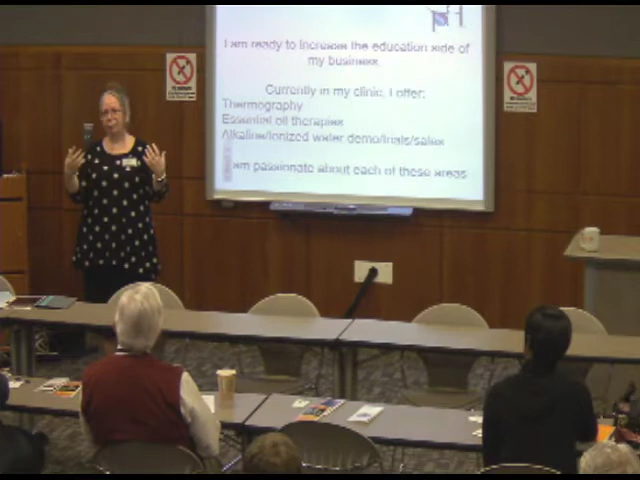 pH
I am ready to increase the education side of
my business.
Currently in my clinic, I offer:
Thermography
Essential oil therapies
Alkaline/Ionized water demo/trials/sales
am passionate about each of these areas